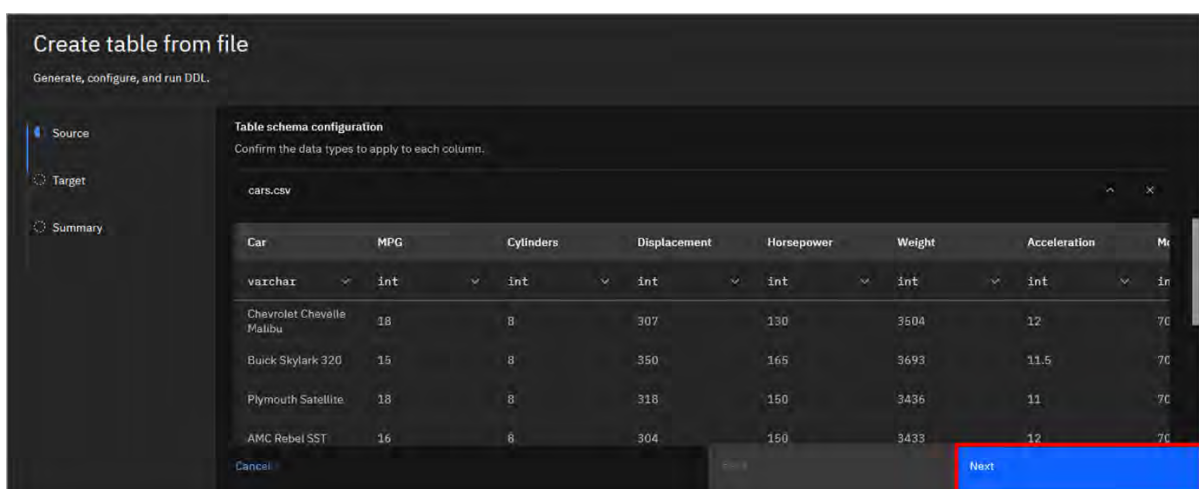 Create table from file
Generate, configure, and run DDL.
Source
Target
Summary
Table schema configuration
Confirm the data types to apply to each column.
cars.csv
Car MPG Cylinders Displacement Horsepower Weight Acceleration Mo
varchar int int int int int int in
Chevrolet Chevelle
Malibu 18 8 307 130 3504 12 70
Buick Skylark 320 15 8 350 165 3693 11.5 70
Plymouth Satellite 18 8 318 150 3436 11 70
AMC Rebel SST 16 8 304 150 3433 12 70
Cancel Back Next